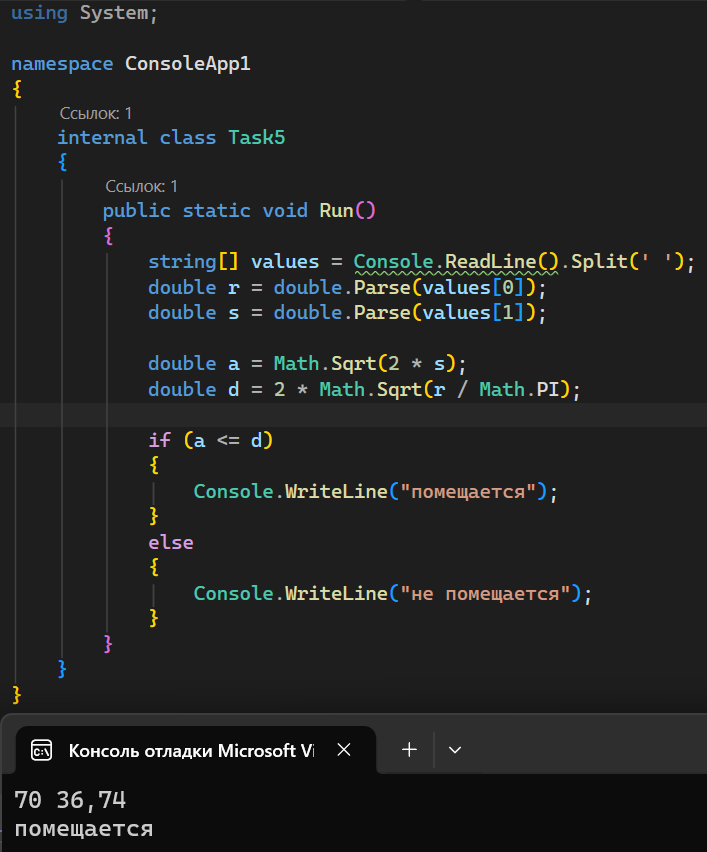 using System;
namespace ConsoleApp1
{
Ссылок: 1
internal class Task5
{
Ссылок: 1
public static void Run()
{
string[] values = Console.ReadLine().Split(' ');
double r = double.Parse(values[0]);
double s = double.Parse(values[1]);
double a = Math.Sqrt(2 * s);
double d = 2 * Math.Sqrt(r / Math.PI);
if (a <= d)
{
Console.WriteLine("помещается");
}
else
{
Console.WriteLine("не помещается");
}
}
}
}
Консоль отладки Microsoft Vi
70 36,74
помещается